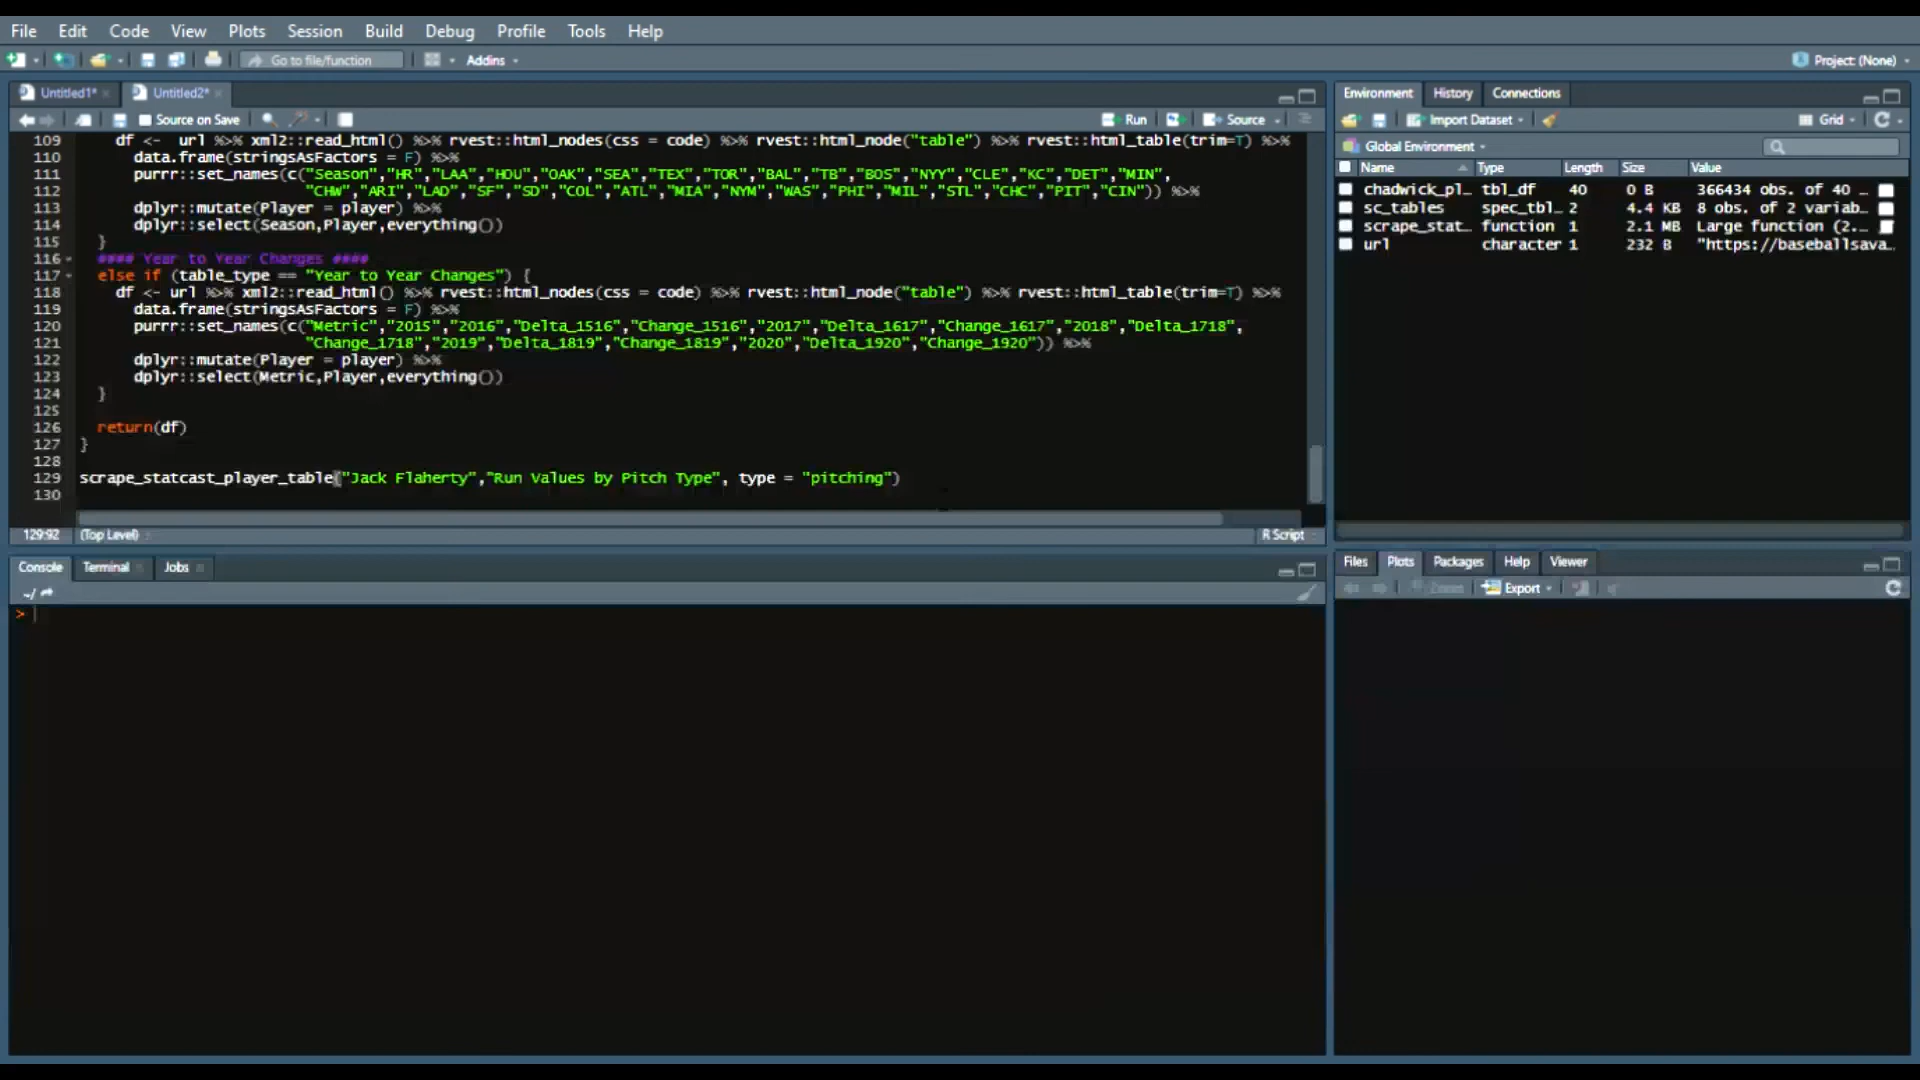 File Edit Code View Plots Session Build Debug Profile Tools Help
Go to file/function Addins Project: (None)
Untitled1* Untitled2*
Source on Save Run Source
109 df <- url %>% xml2::read_html() %>% rvest::html_nodes(css = code) %>% rvest::html_node("table") %>% rvest::html_table(trim=T) %>%
110 data.frame(stringsAsFactors = F) %>%
111 purrr::set_names(c("Season","HR","LAA","HOU","OAK","SEA","TEX","TOR","BAL","TB","BOS","NYY","CLE","KC","DET","MIN",
112 "CHW","ARI","LAD","SF","SD","COL","ATL","MIA","NYM","WAS","PHI","MIL","STL","CHC","PIT","CIN")) %>%
113 dplyr::mutate(Player = player) %>%
114 dplyr::select(Season,Player,everything())
115 }
116 #### Year to Year Changes ####
117 else if (table_type == "Year to Year Changes") {
118 df <- url %>% xml2::read_html() %>% rvest::html_nodes(css = code) %>% rvest::html_node("table") %>% rvest::html_table(trim=T) %>%
119 data.frame(stringsAsFactors = F) %>%
120 purrr::set_names(c("Metric","2015","2016","Delta_1516","Change_1516","2017","Delta_1617","Change_1617","2018","Delta_1718",
121 "Change_1718","2019","Delta_1819","Change_1819","2020","Delta_1920","Change_1920")) %>%
122 dplyr::mutate(Player = player) %>%
123 dplyr::select(Metric,Player,everything())
124 }
125
126 return(df)
127 }
128
129 scrape_statcast_player_table("Jack Flaherty","Run Values by Pitch Type", type = "pitching")
130
129:92 (Top Level) R Script
Console Terminal Jobs
~/
>
Environment History Connections
Import Dataset Grid
Global Environment
Name Type Length Size Value
chadwick_pl… tbl_df 40 0 B 366434 obs. of 40 …
sc_tables spec_tbl_ 2 4.4 KB 8 obs. of 2 variab…
scrape_stat… function 1 2.1 MB Large function (2.…
url character 1 232 B "https://baseballsava…
Files Plots Packages Help Viewer
Zoom Export